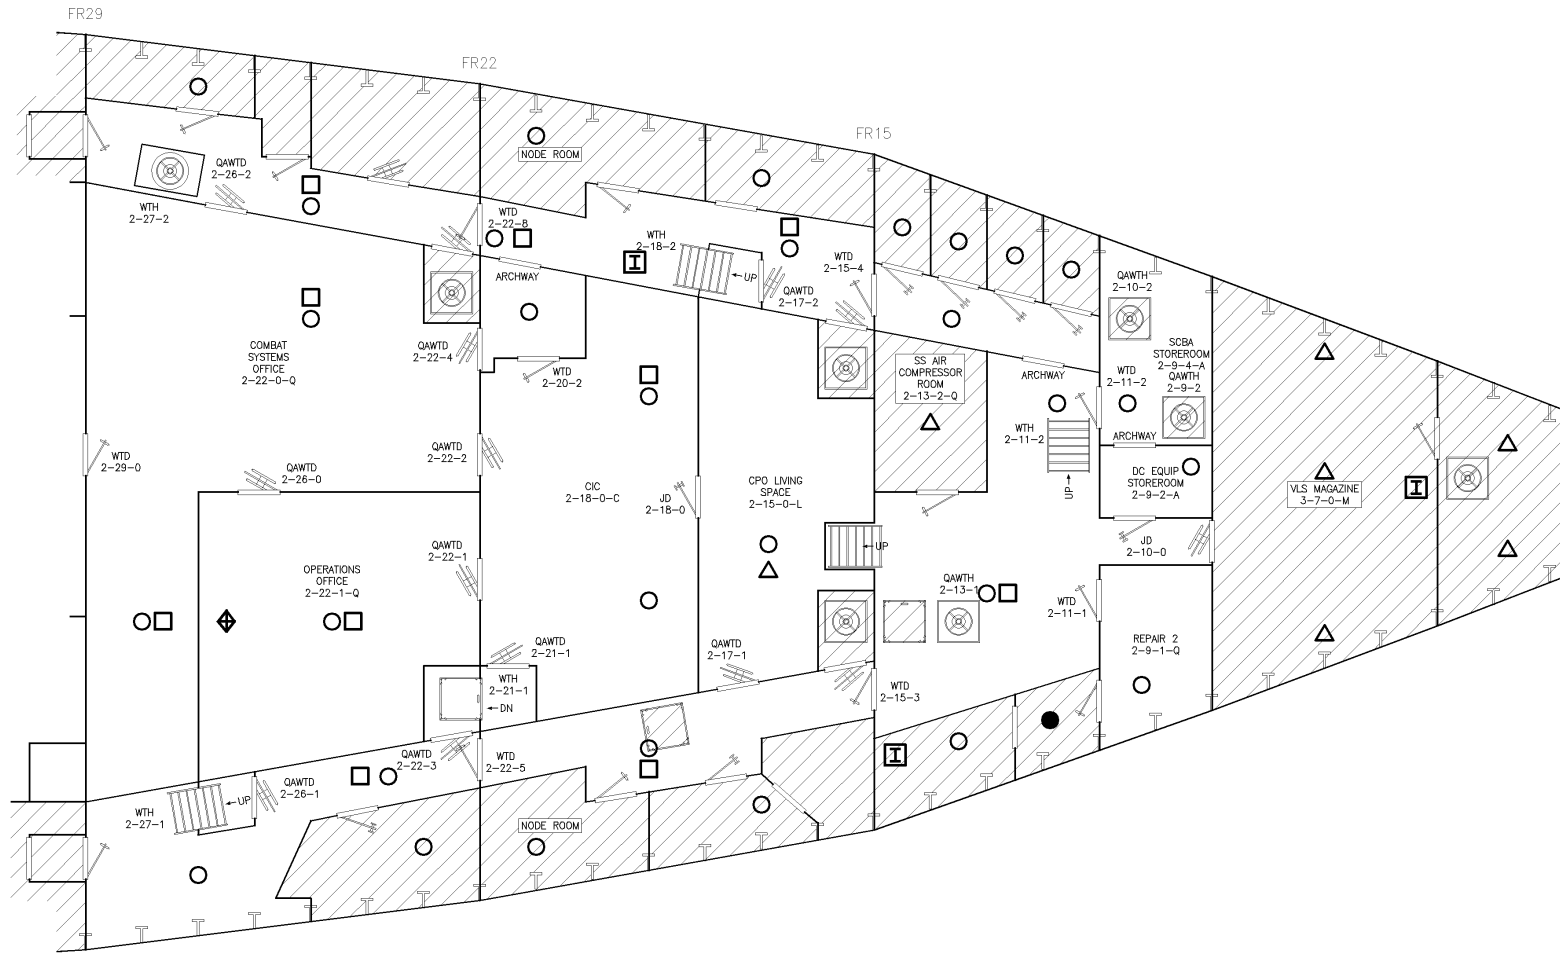 FR29
FR22
FR15
NODE ROOM
QAWTD
2-26-2
WTH
2-27-2
WTD
2-22-8
ARCHWAY
WTH
2-18-2
UP
QAWTD
2-17-2
WTD
2-15-4
QAWTH
2-10-2
SCBA
STOREROOM
2-9-4-A
QAWTH
2-9-2
COMBAT
SYSTEMS
OFFICE
2-22-0-Q
QAWTD
2-22-4
WTD
2-20-2
SS AIR
COMPRESSOR
ROOM
2-13-2-Q
ARCHWAY
WTD
2-11-2
WTH
2-11-2
UP
ARCHWAY
WTD
2-29-0
QAWTD
2-26-0
QAWTD
2-22-2
CIC
2-18-0-C
JD
2-18-0
CPO LIVING
SPACE
2-15-0-L
DC EQUIP
STOREROOM
2-9-2-A
VLS MAGAZINE
3-7-0-M
UP
JD
2-10-0
QAWTD
2-22-1
OPERATIONS
OFFICE
2-22-1-Q
QAWTH
2-13-1
WTD
2-11-1
REPAIR 2
2-9-1-Q
QAWTD
2-21-1
WTH
2-21-1
DN
QAWTD
2-17-1
WTD
2-15-3
QAWTD
2-22-3
WTD
2-22-5
QAWTD
2-26-1
UP
WTH
2-27-1
NODE ROOM